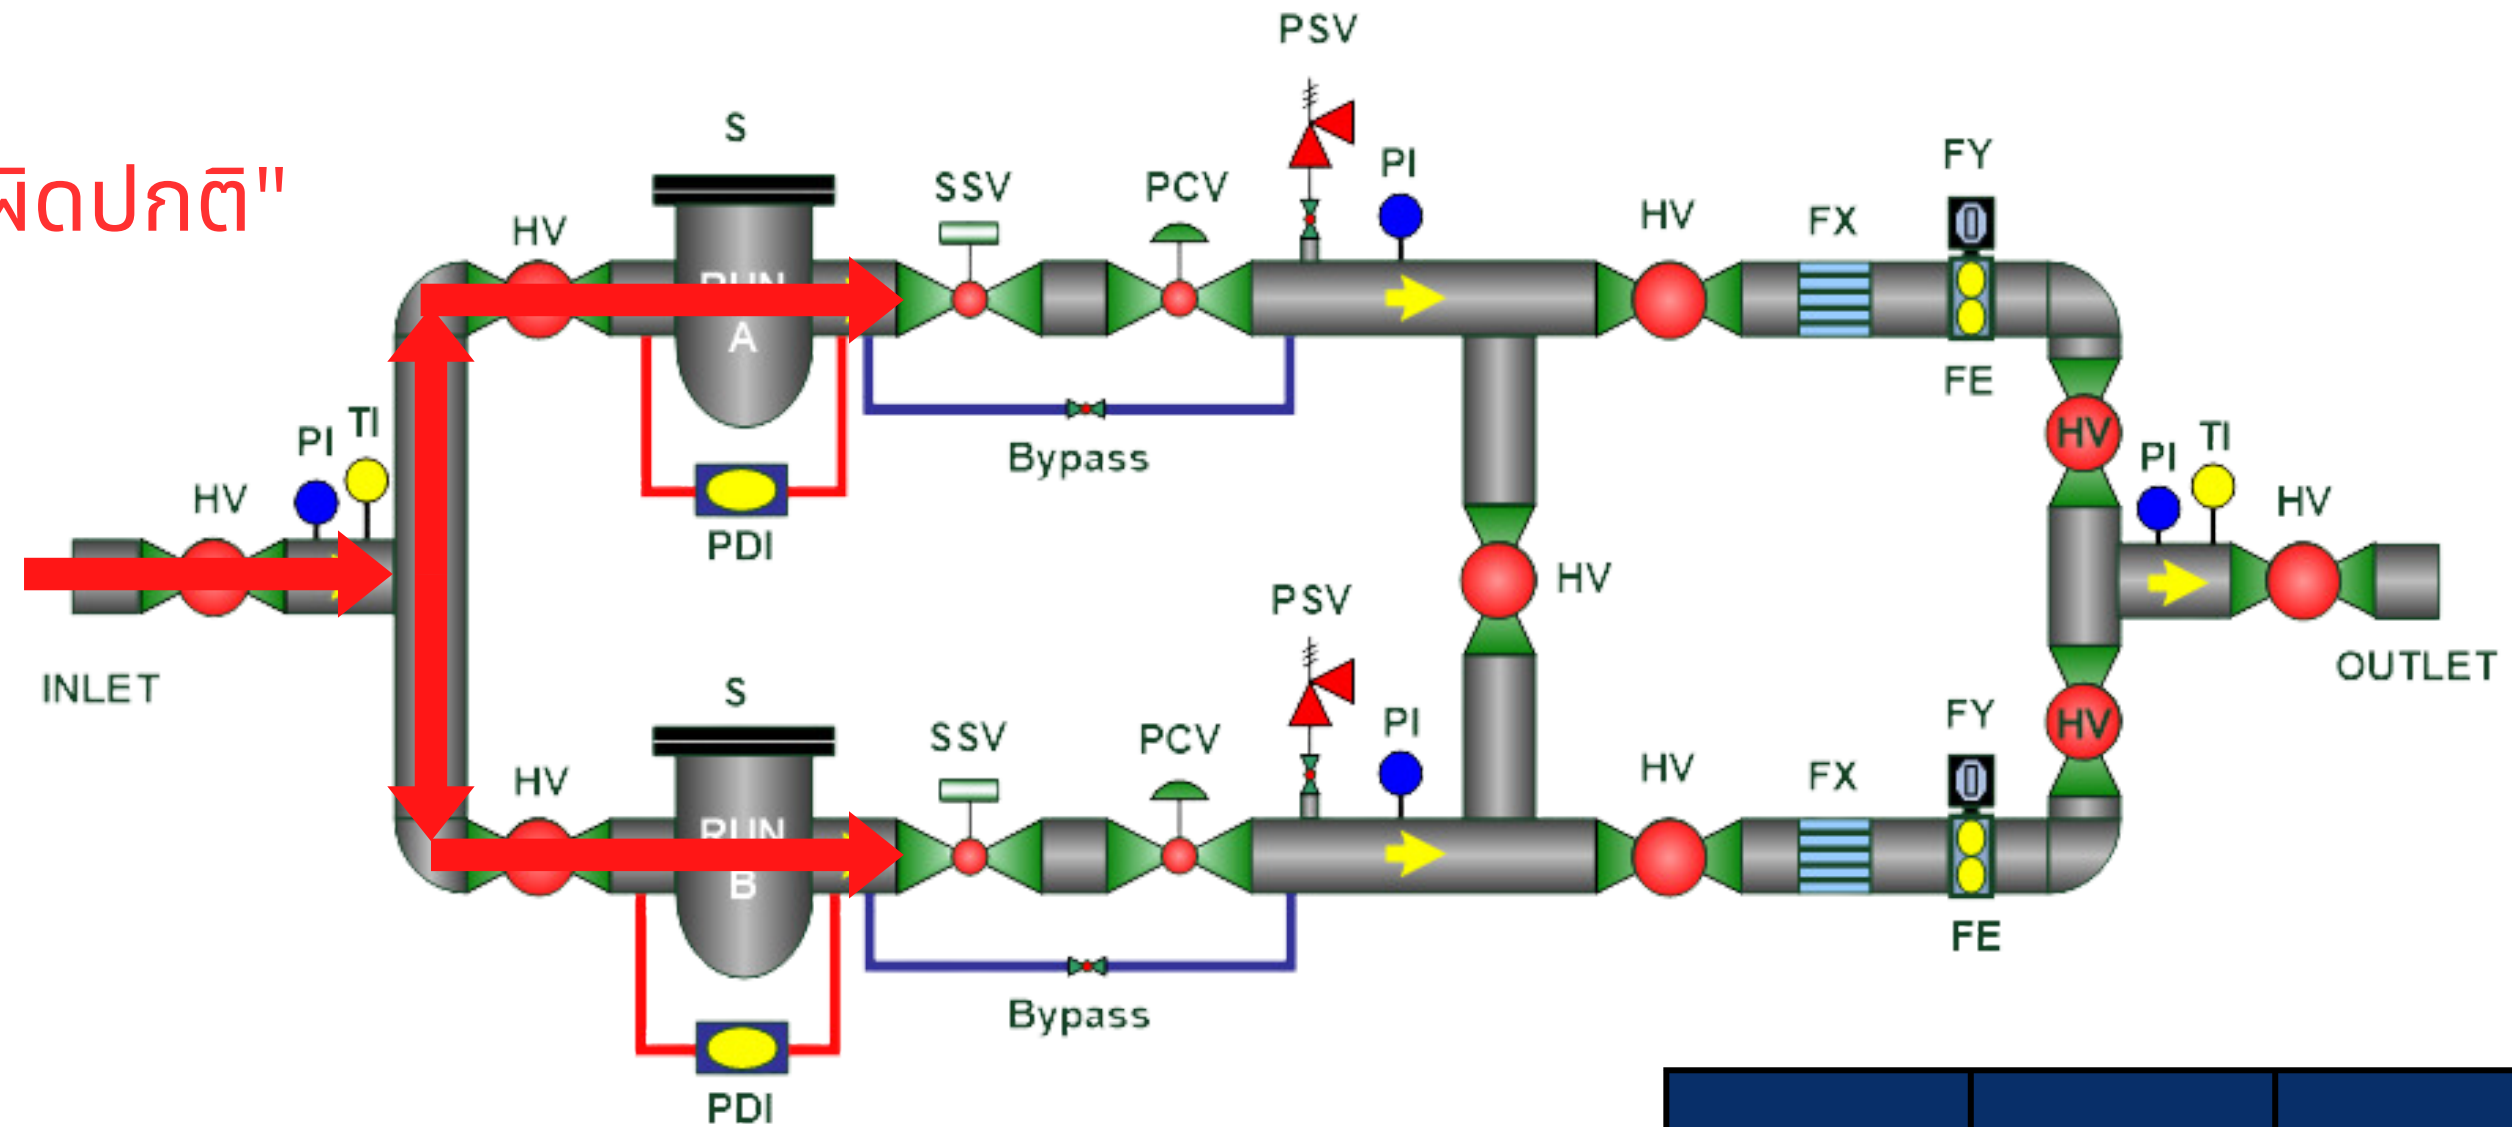 PSV
S
ผิดปกติ"
SSV
PCV
PI
FY
HV
HV
FX
RUN
A
FE
PI
TI
Bypass
HV
PDI
HV
PI
TI
HV
HV
INLET
PSV
OUTLET
S
SSV
PCV
PI
HV
FY
HV
HV
FX
RUN
B
FE
Bypass
PDI